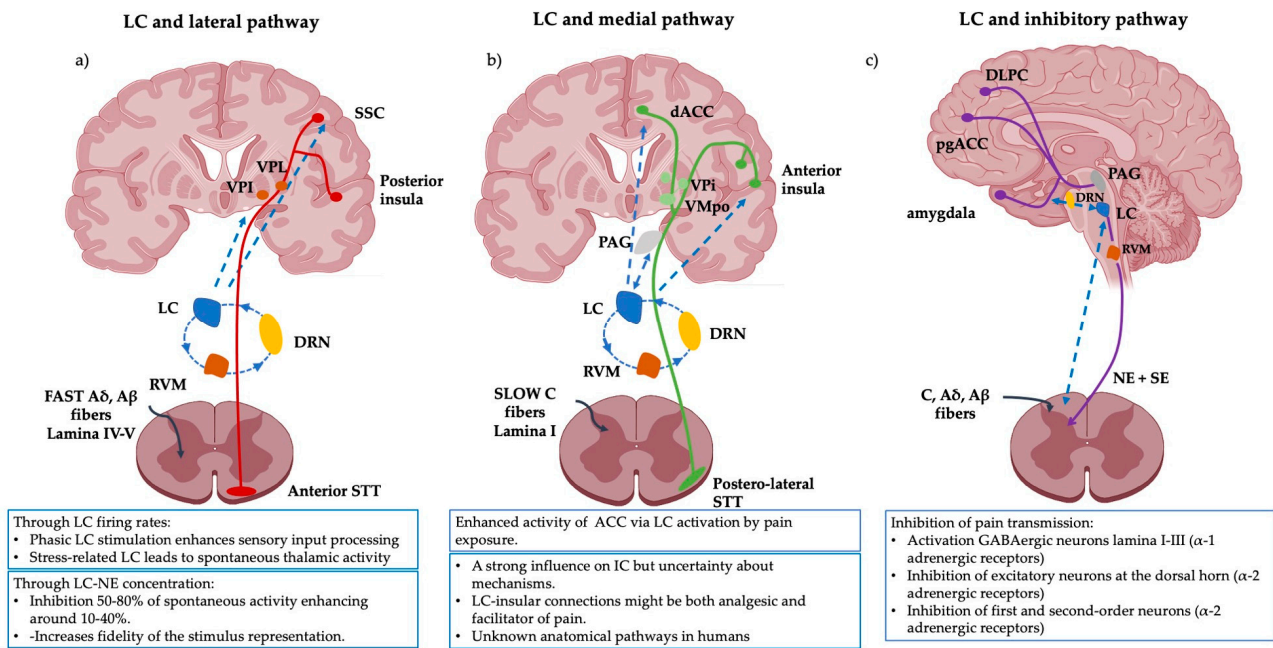 LC and lateral pathway
a)
SSC
VPL
VPI
Posterior
insula
LC
DRN
RVM
FAST Aδ, Aβ
fibers
Lamina IV-V
Anterior STT
Through LC firing rates:
• Phasic LC stimulation enhances sensory input processing
• Stress-related LC leads to spontaneous thalamic activity
Through LC-NE concentration:
• Inhibition 50-80% of spontaneous activity enhancing
around 10-40%.
• -Increases fidelity of the stimulus representation.
LC and medial pathway
b)
dACC
Anterior
insula
VPi
VMpo
PAG
LC
DRN
RVM
SLOW C
fibers
Lamina I
Postero-lateral
STT
Enhanced activity of ACC via LC activation by pain
exposure.
• A strong influence on IC but uncertainty about
mechanisms.
• LC-insular connections might be both analgesic and
facilitator of pain.
• Unknown anatomical pathways in humans
LC and inhibitory pathway
c)
DLPC
pgACC
PAG
DRN
amygdala
LC
RVM
NE + SE
C, Aδ, Aβ
fibers
Inhibition of pain transmission:
• Activation GABAergic neurons lamina I-III (α-1
adrenergic receptors)
• Inhibition of excitatory neurons at the dorsal horn (α-2
adrenergic receptors)
• Inhibition of first and second-order neurons (α-2
adrenergic receptors)